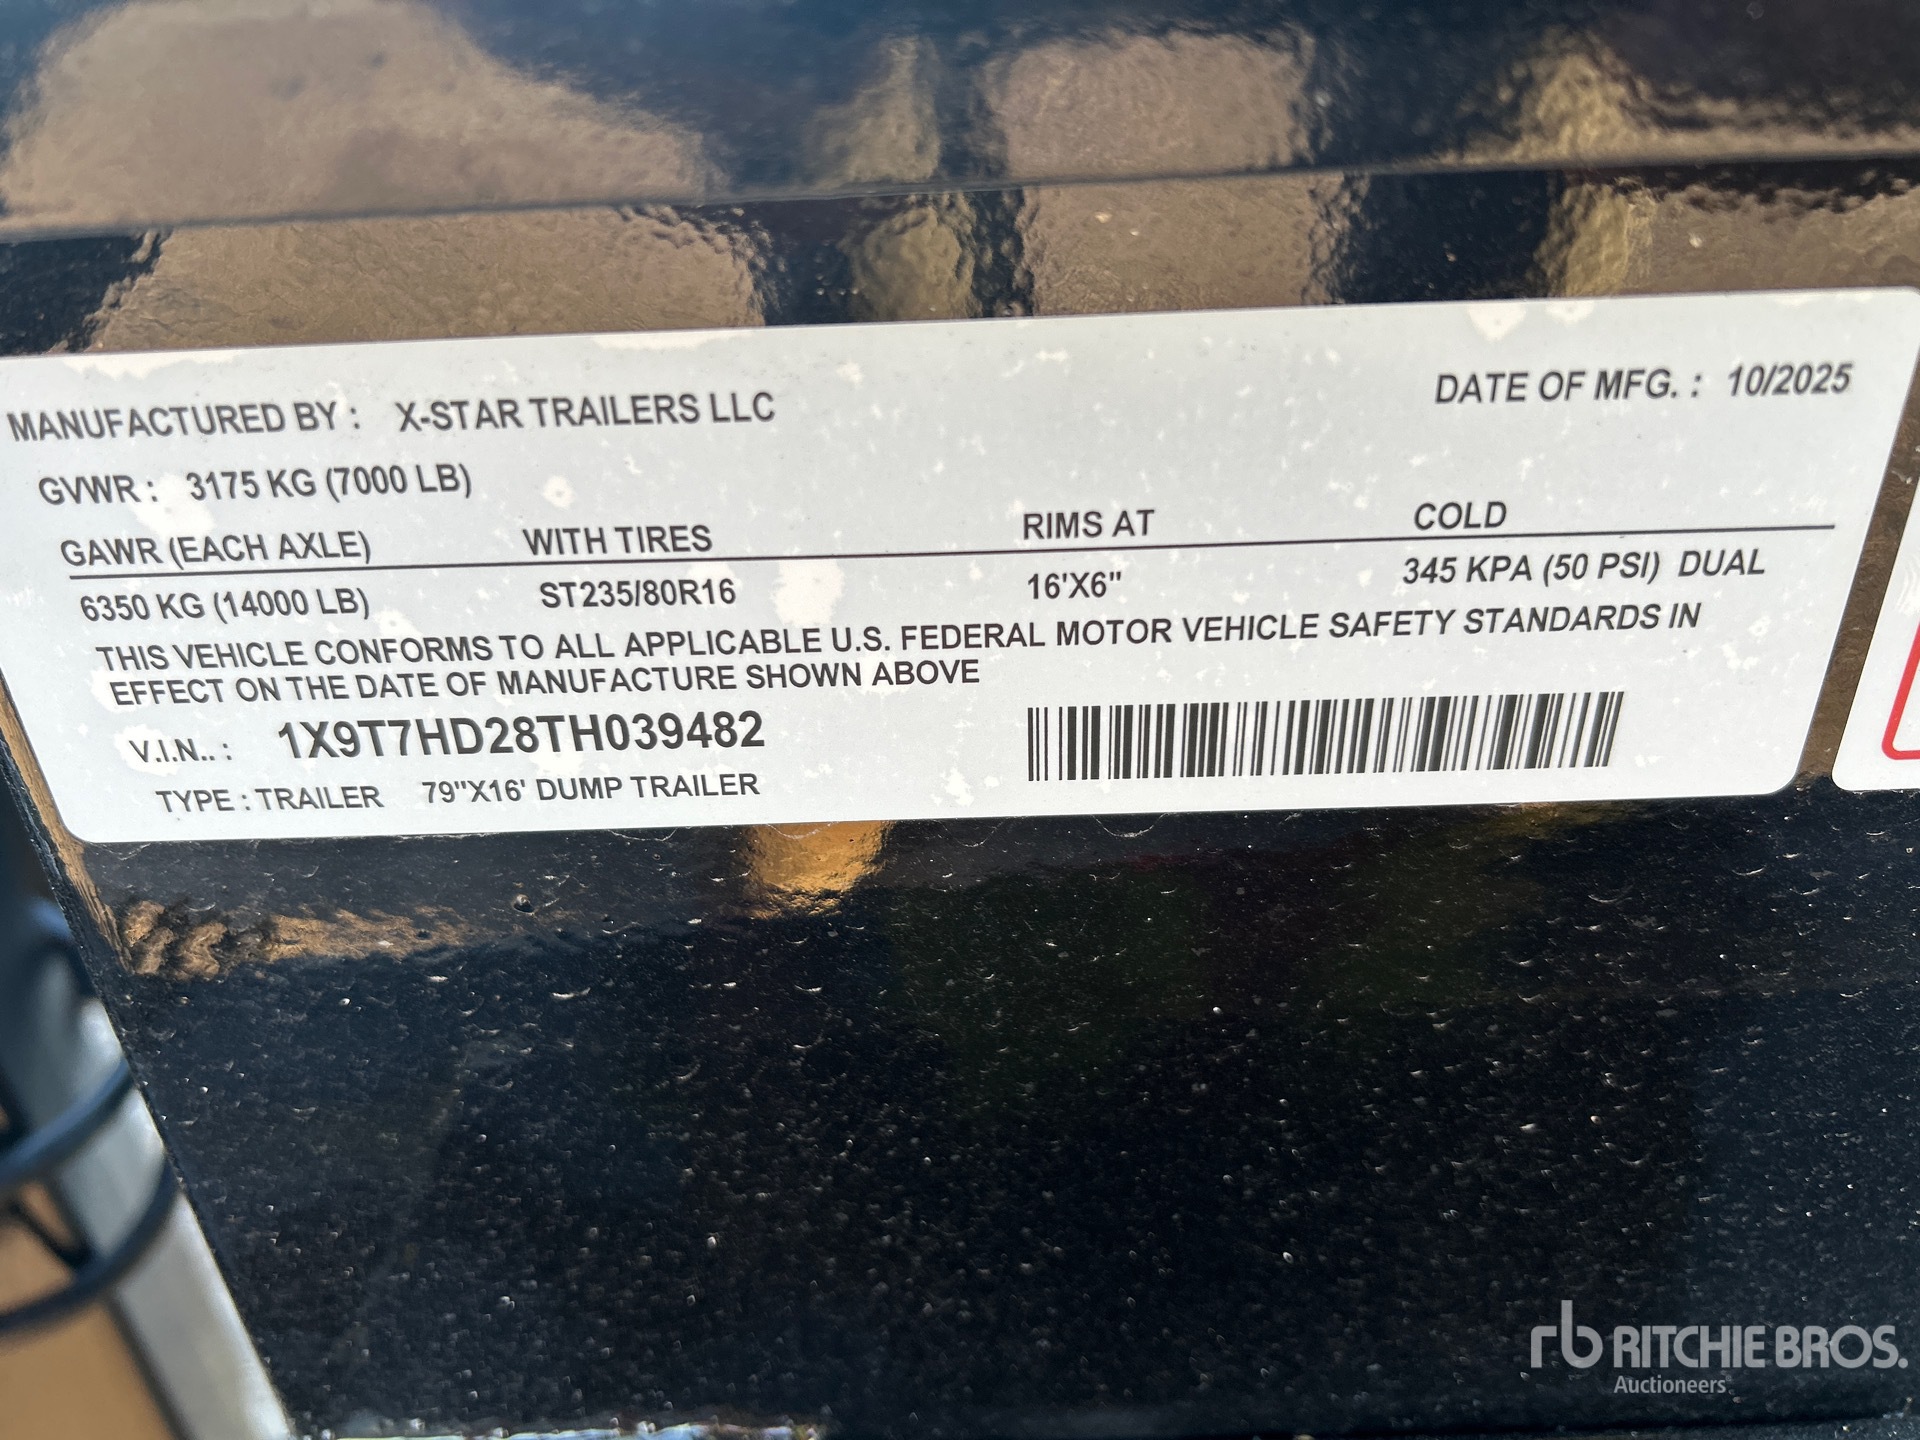 MANUFACTURED BY : X-STAR TRAILERS LLC DATE OF MFG. : 10/2025
GVWR : 3175 KG (7000 LB)
GAWR (EACH AXLE) WITH TIRES RIMS AT COLD
6350 KG (14000 LB) ST235/80R16 16'X6" 345 KPA (50 PSI) DUAL
THIS VEHICLE CONFORMS TO ALL APPLICABLE U.S. FEDERAL MOTOR VEHICLE SAFETY STANDARDS IN
EFFECT ON THE DATE OF MANUFACTURE SHOWN ABOVE
V.I.N.. : 1X9T7HD28TH039482
TYPE : TRAILER 79"X16' DUMP TRAILER
rb RITCHIE BROS.
Auctioneers